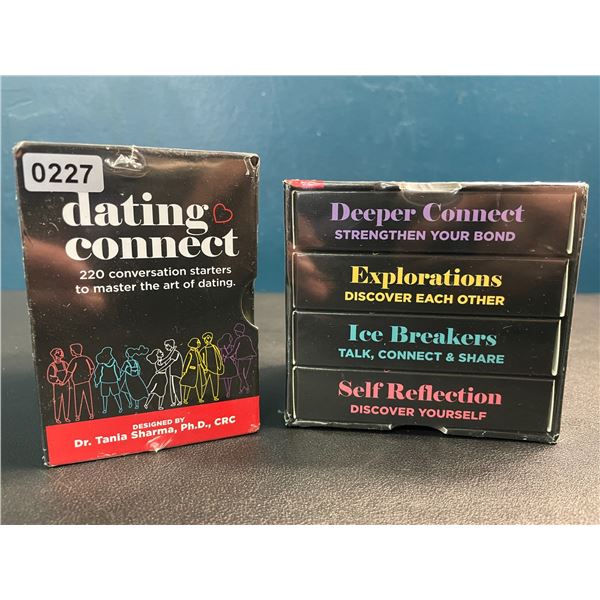 0227
dating
connect
220 conversation starters
to master the art of dating.
DESIGNED BY
Dr. Tania Sharma, Ph.D., CRC
Deeper Connect
STRENGTHEN YOUR BOND
Explorations
DISCOVER EACH OTHER
Ice Breakers
TALK, CONNECT & SHARE
Self Reflection
DISCOVER YOURSELF